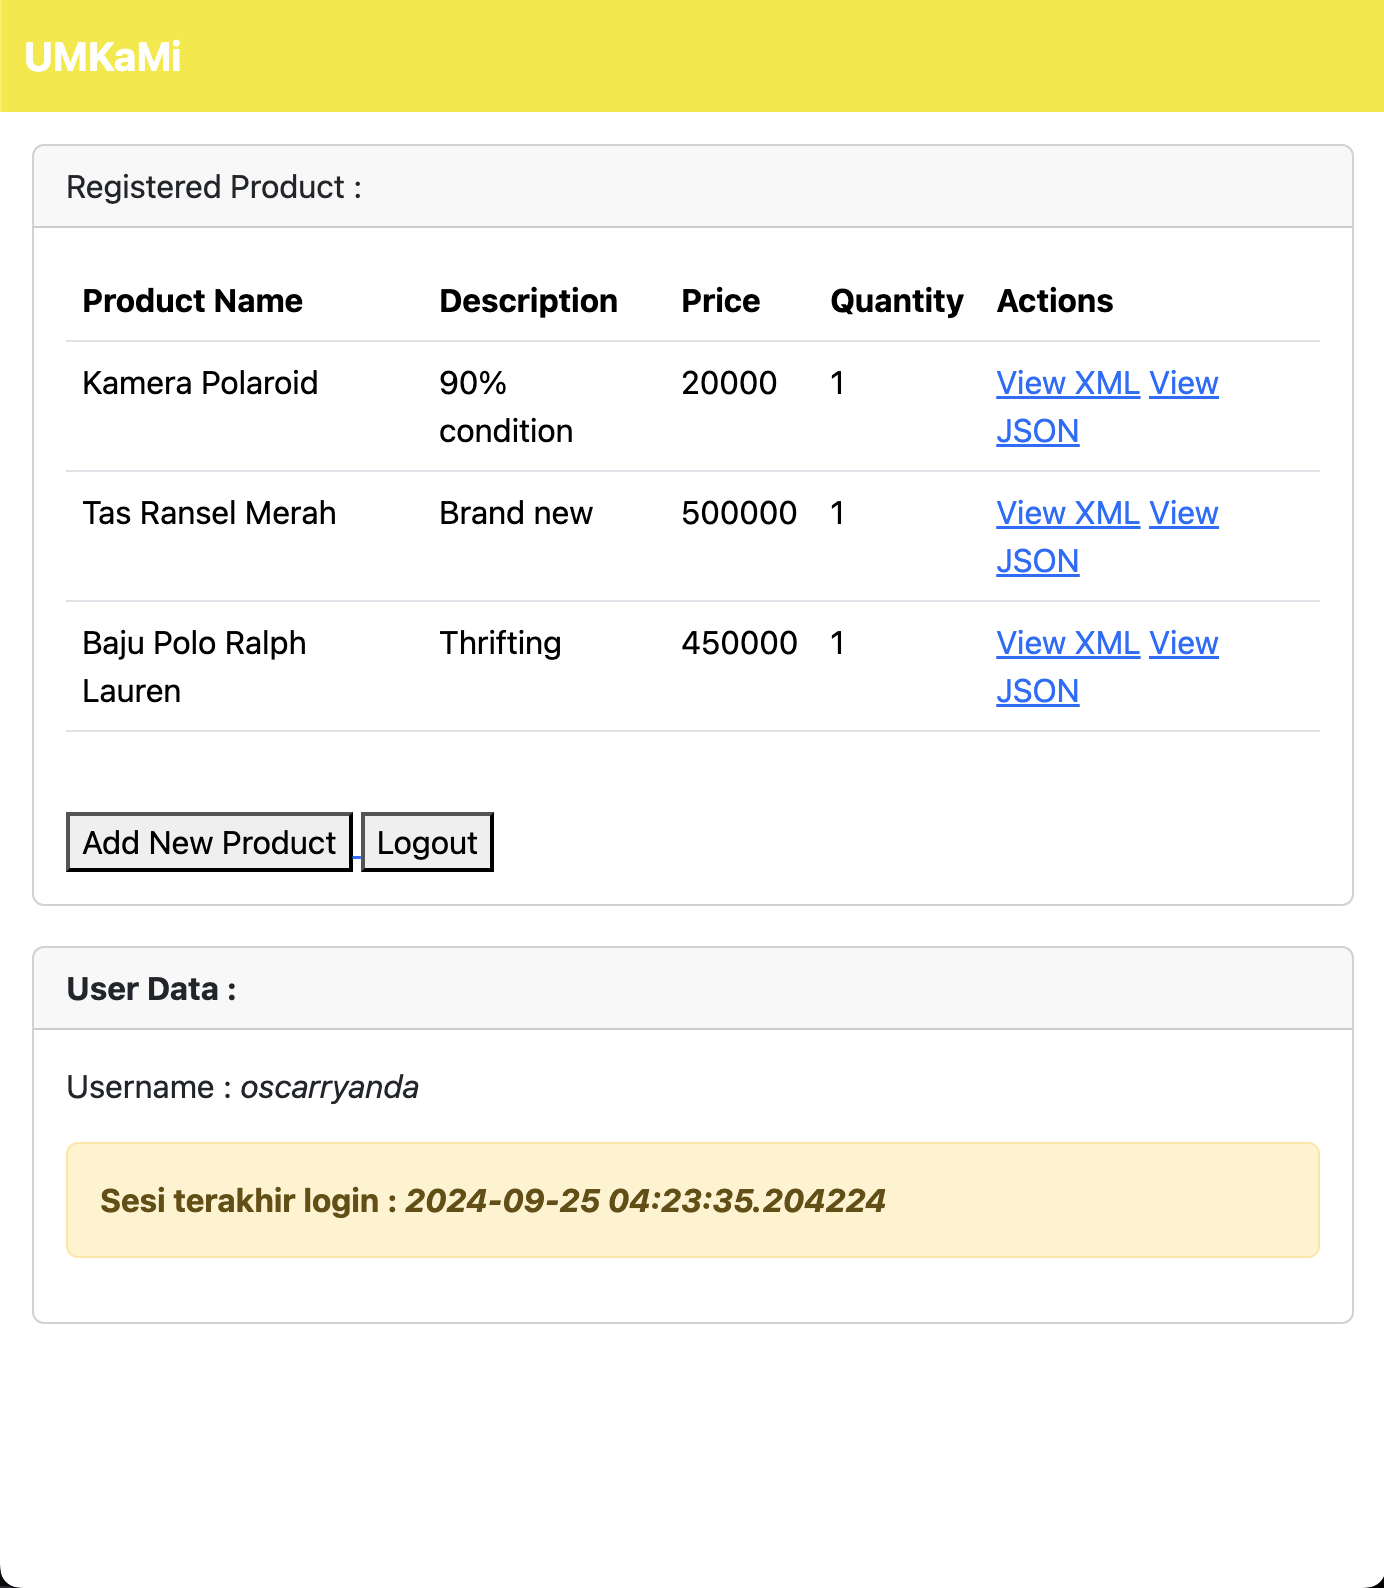 UMKaMi
Registered Product :
Product Name Description Price Quantity Actions
Kamera Polaroid 90% 20000 1 View XML View
condition JSON
Tas Ransel Merah Brand new 500000 1 View XML View
JSON
Baju Polo Ralph Thrifting 450000 1 View XML View
Lauren JSON
Add New Product Logout
User Data :
Username : oscarryanda
Sesi terakhir login : 2024-09-25 04:23:35.204224